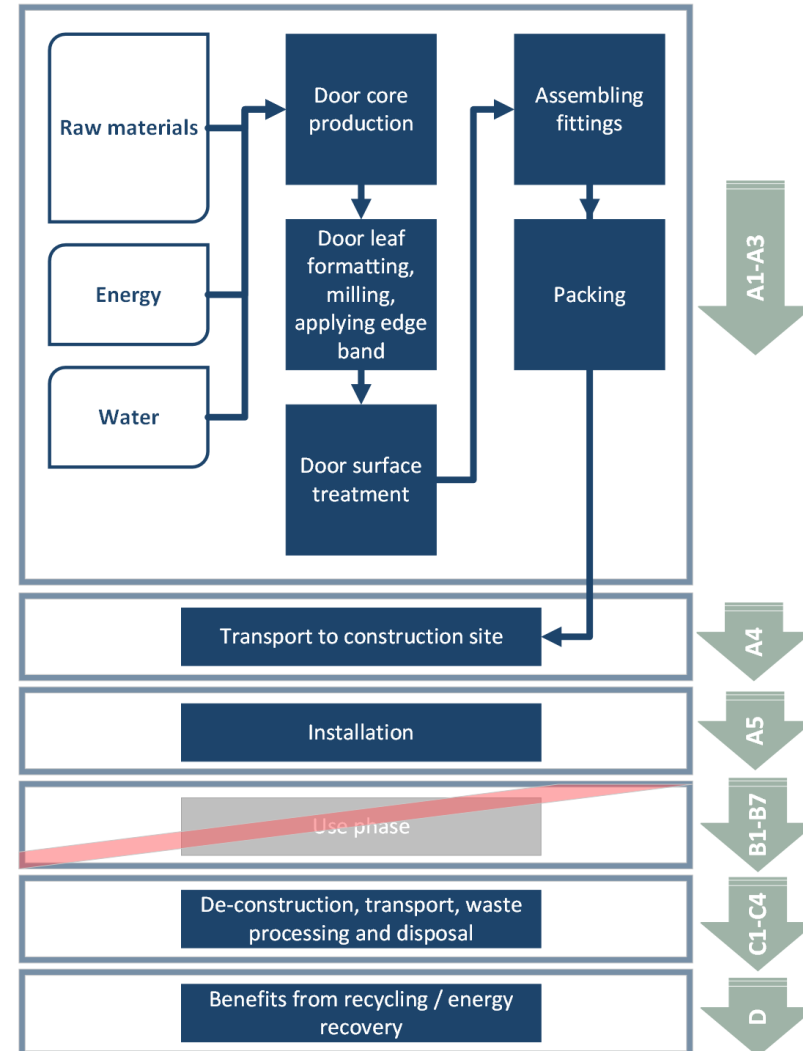 Raw materials
Energy
Water
Door core
production
Door leaf
formatting,
milling,
applying edge
band
Door surface
treatment
Assembling
fittings
Packing
A1-A3
Transport to construction site
A4
Installation
A5
Use phase
B1-B7
De-construction, transport, waste
processing and disposal
C1-C4
Benefits from recycling / energy
recovery
D